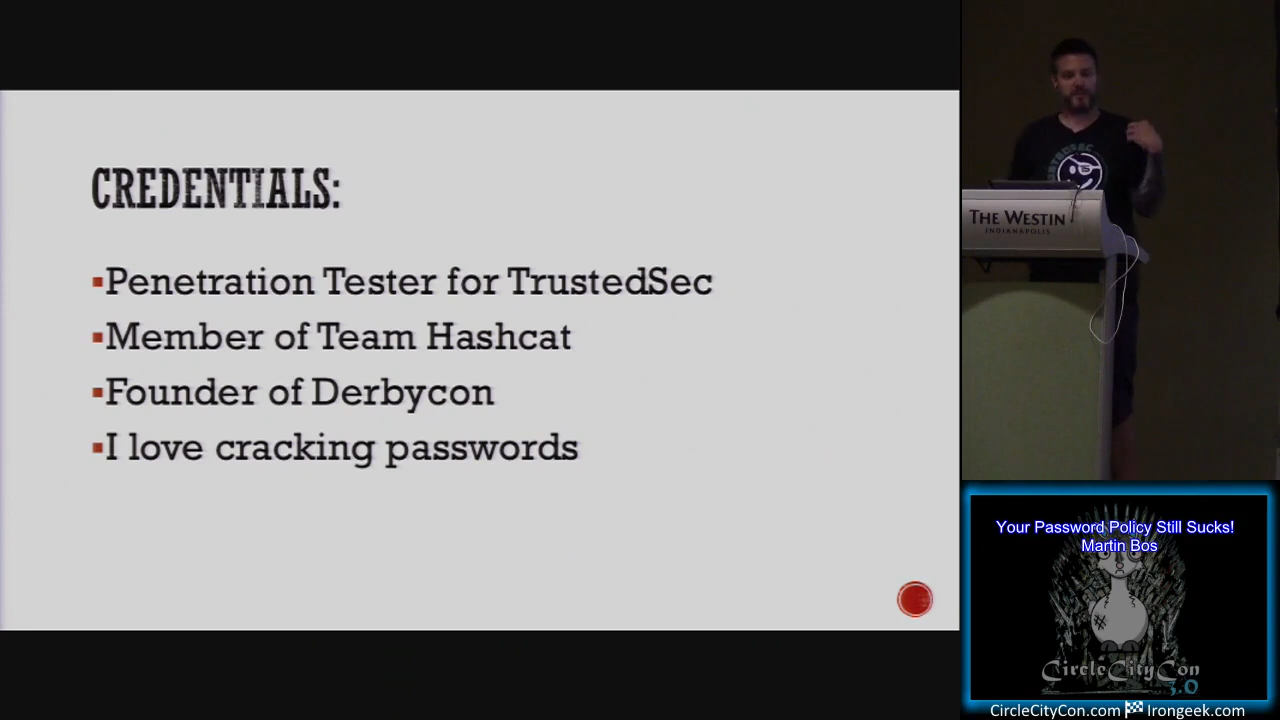 CREDENTIALS:
▪Penetration Tester for TrustedSec
▪Member of Team Hashcat
▪Founder of Derbycon
▪I love cracking passwords
THE WESTIN
INDIANAPOLIS
Your Password Policy Still Sucks!
Martin Bos
CircleCityCon
3.0
CircleCityCon.com Irongeek.com